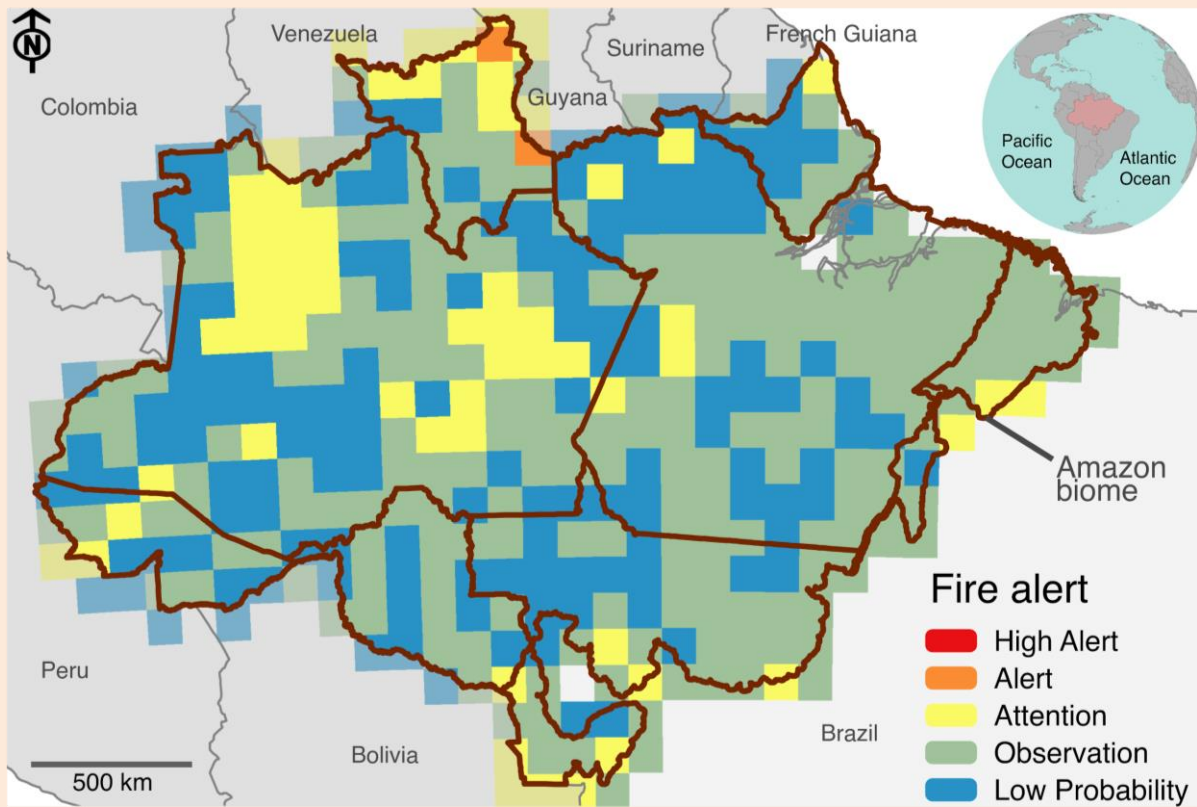 N
Venezuela
Suriname
French Guiana
Colombia
Guyana
Pacific
Ocean
Atlantic
Ocean
Amazon
biome
Fire alert
High Alert
Alert
Attention
Observation
Low Probability
Peru
Bolivia
Brazil
500 km